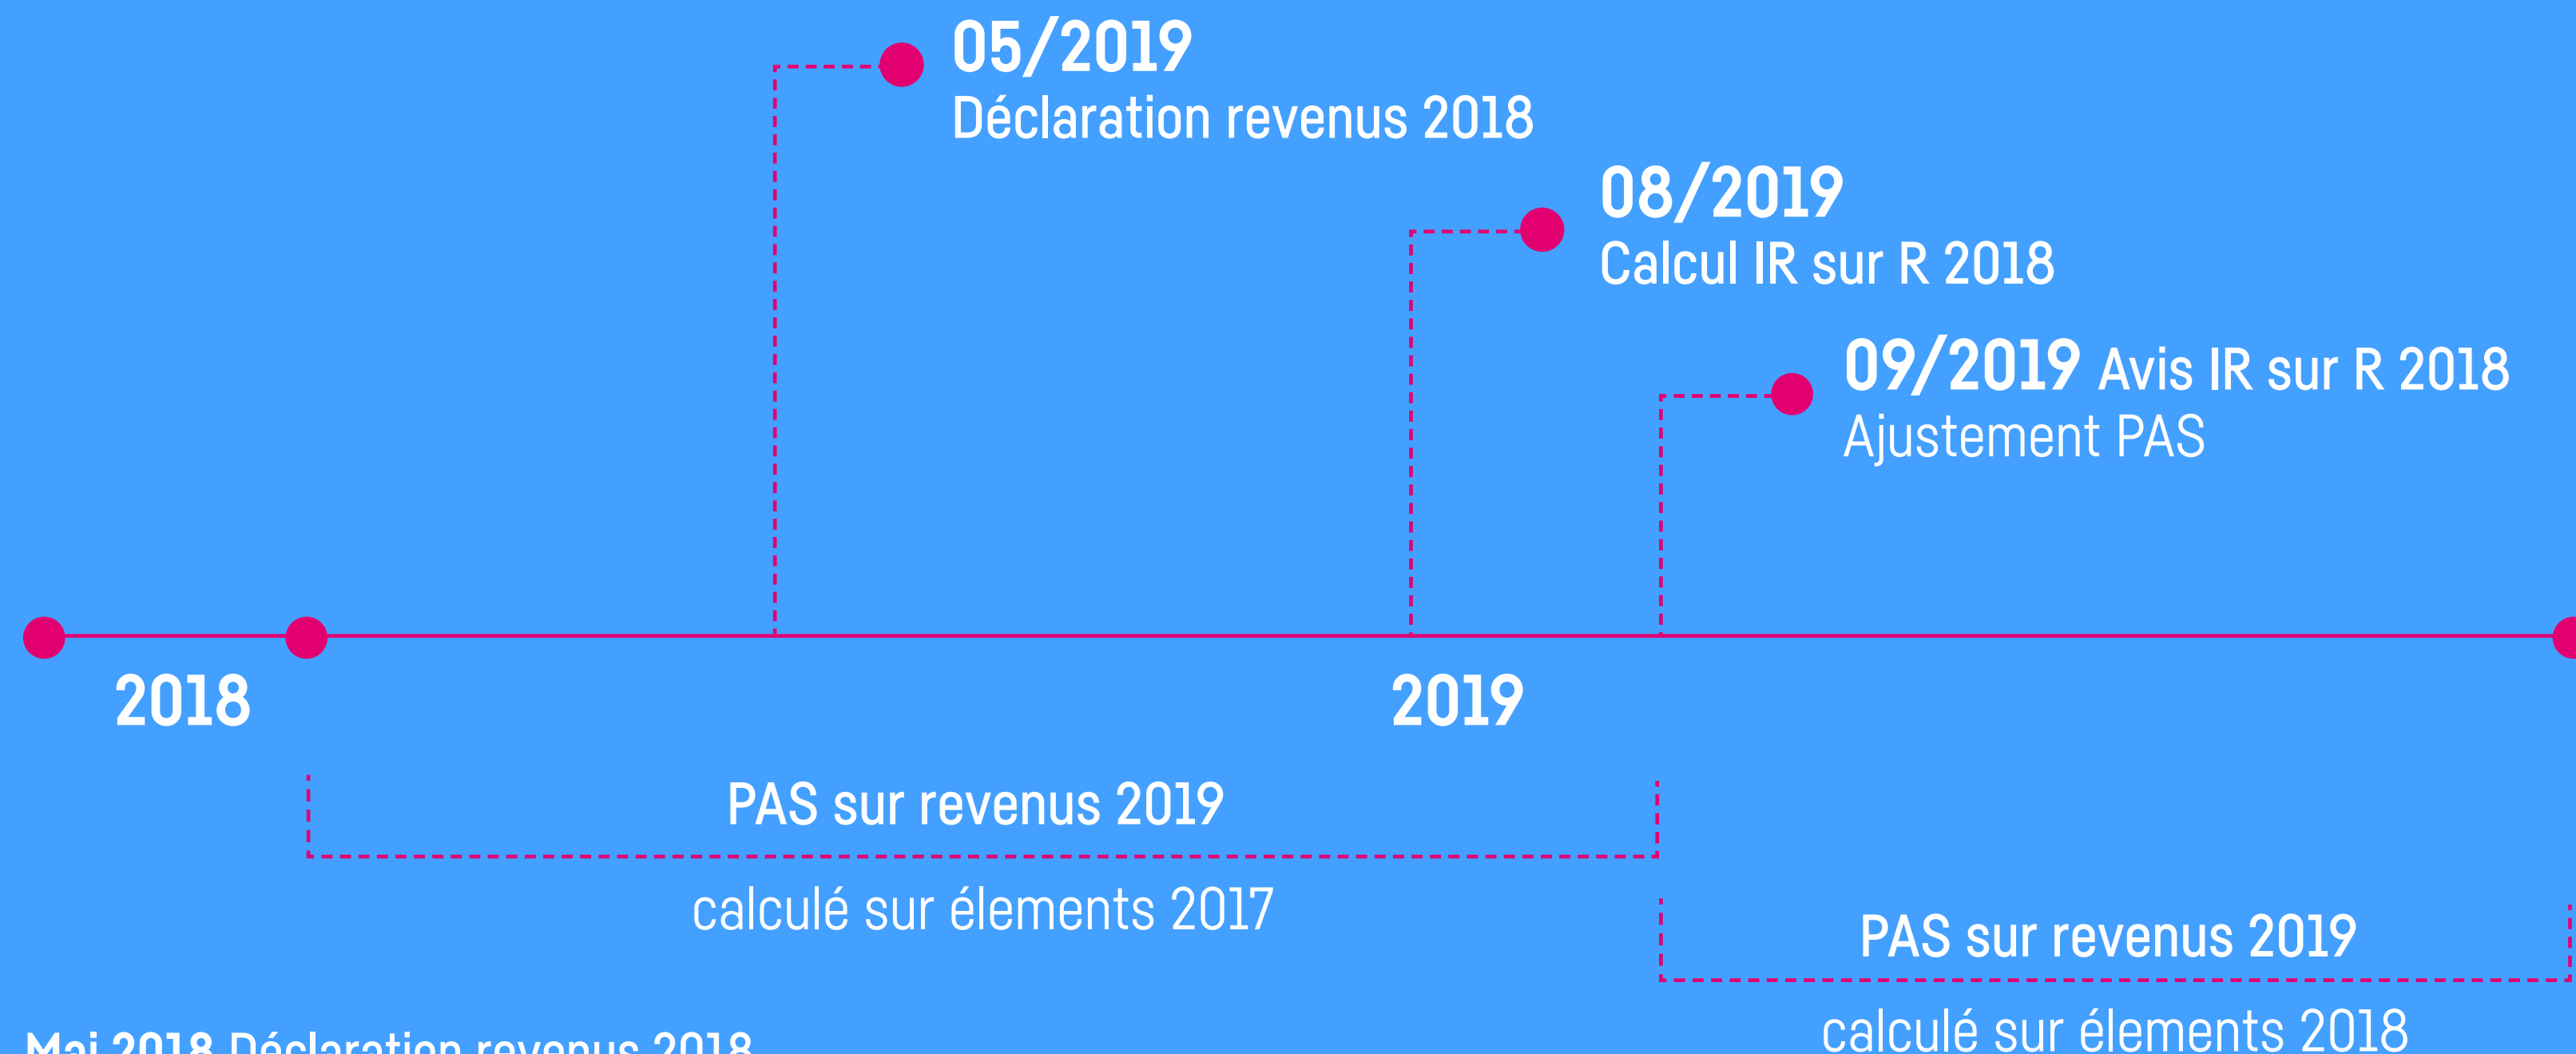 05/2019
Déclaration revenus 2018
08/2019
Calcul IR sur R 2018
09/2019 Avis IR sur R 2018
Ajustement PAS
2018
2019
PAS sur revenus 2019
calculé sur élements 2017
PAS sur revenus 2019
calculé sur élements 2018
Mai 2018 Déclaration revenus 2018